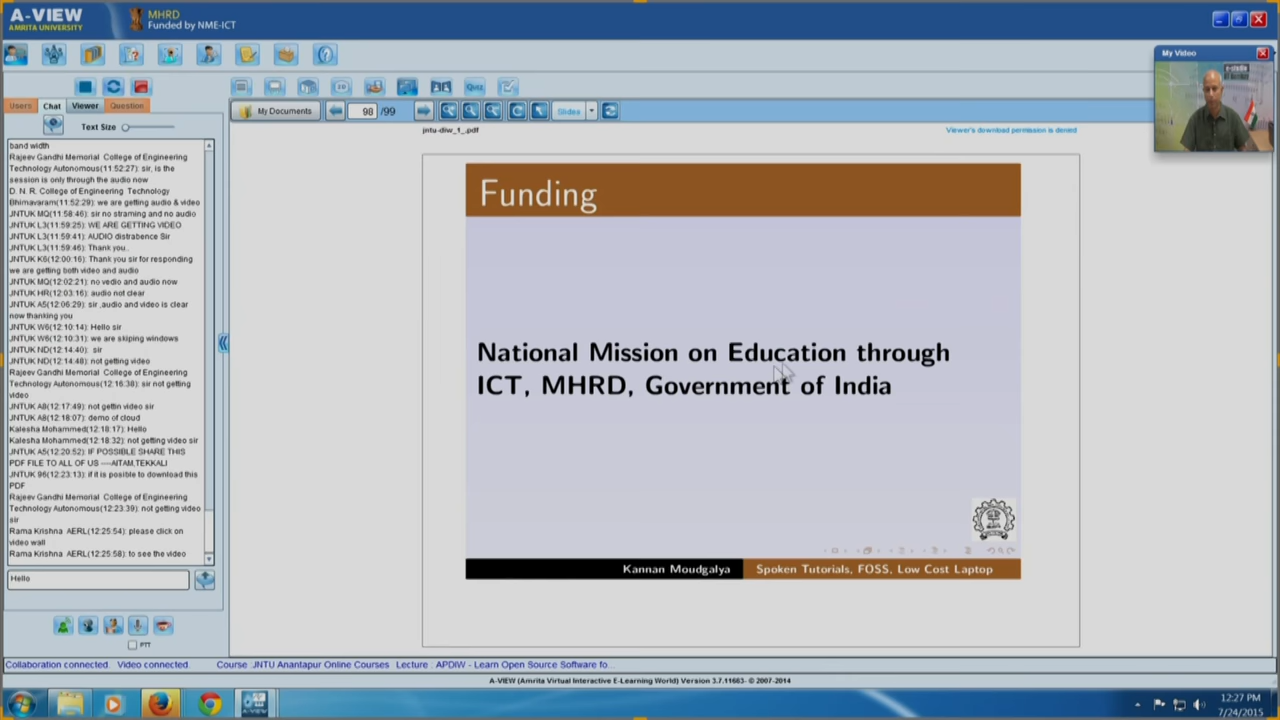 A-VIEW
AMRITA UNIVERSITY
MHRD
Funded by NME-ICT
My Video
Users Chat Viewer Question
Text Size
My Documents 98 /99 Slides
Quiz
jntu-diw_1_.pdf
Viewer's download permission is denied
band width
Rajeev Gandhi Memorial College of Engineering
Technology Autonomous(11:52:27): sir, is the
session is only through the audio now
D. N. R. College of Engineering Technology
Bhimavaram(11:52:29): we are getting audio & video
JNTUK MQ(11:58:46): sir no straming and no audio
JNTUK L3(11:59:25): WE ARE GETTING VIDEO
JNTUK L3(11:59:41): AUDIO distrabence Sir
JNTUK L3(11:59:46): Thank you..
JNTUK K6(12:00:16): Thank you sir for responding
we are getting both video and audio
JNTUK MQ(12:02:21): no vedio and audio now
JNTUK HR(12:03:16): audio not clear
JNTUK A5(12:06:29): sir ,audio and video is clear
now thanking you
JNTUK W6(12:10:14): Hello sir
JNTUK W6(12:10:31): we are skiping windows
JNTUK ND(12:14:40): sir
JNTUK ND(12:14:48): not getting video
Rajeev Gandhi Memorial College of Engineering
Technology Autonomous(12:16:38): sir not getting
video
JNTUK A8(12:17:49): not gettin video sir
JNTUK A8(12:18:07): demo of cloud
Kalesha Mohammed(12:18:17): Hello
Kalesha Mohammed(12:18:32): not getting video sir
JNTUK A5(12:20:52): IF POSSIBLE SHARE THIS
PDF FILE TO ALL OF US ----AITAM,TEKKALI
JNTUK 96(12:23:13): if it is posible to download this
PDF
Rajeev Gandhi Memorial College of Engineering
Technology Autonomous(12:23:39): not getting video
sir
Rama Krishna AERL(12:25:54): please click on
video wall
Rama Krishna AERL(12:25:58): to see the video
Hello
PTT
Funding
National Mission on Education through
ICT, MHRD, Government of India
Kannan Moudgalya Spoken Tutorials, FOSS, Low Cost Laptop
Collaboration connected Video connected Course : JNTU Anantapur Online Courses Lecture : APDIW - Learn Open Source Software fo...
A-VIEW (Amrita Virtual Interactive E-Learning World) Version 3.7.11663- © 2007-2014
12:27 PM
7/24/2015